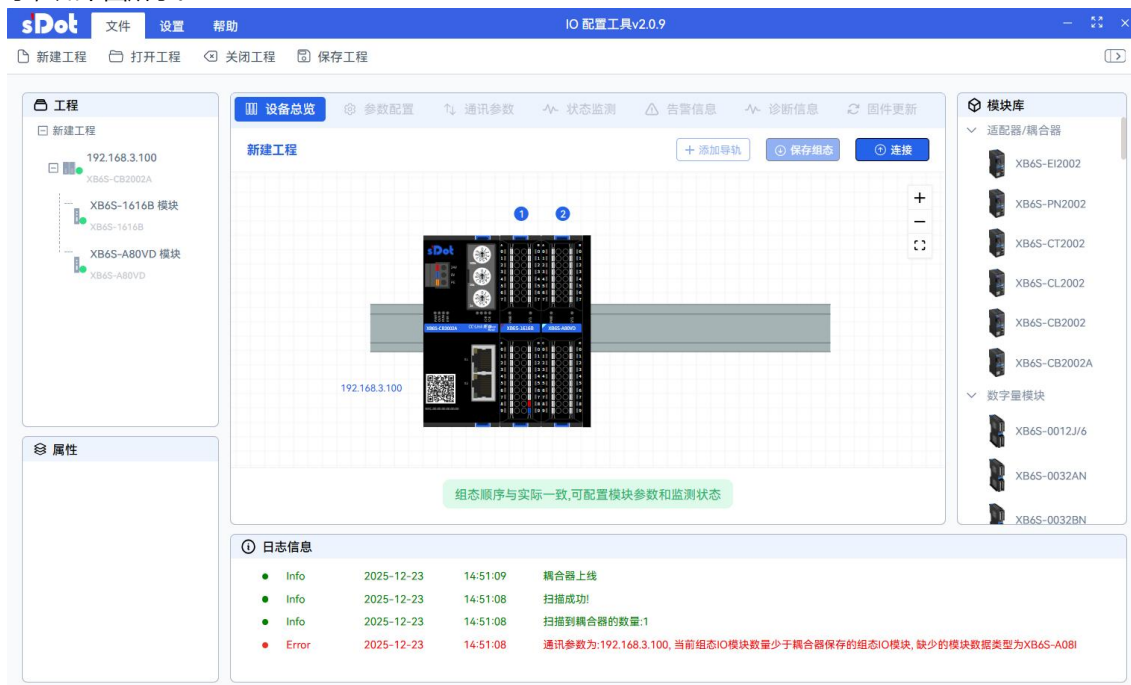 sDot 文件 设置 帮助 IO 配置工具v2.0.9
新建工程 打开工程 关闭工程 保存工程
工程
新建工程
192.168.3.100
XB6S-CB2002A
XB6S-1616B 模块
XB6S-1616B
XB6S-A80VD 模块
XB6S-A80VD
属性
设备总览 参数配置 通讯参数 状态监测 告警信息 诊断信息 固件更新
新建工程 + 添加导轨 保存组态 连接
1 2
sDot
XB6S-CB2002A XB6S-1616B XB6S-A80VD
192.168.3.100
组态顺序与实际一致,可配置模块参数和监测状态
模块库
适配器/耦合器
XB6S-EI2002
XB6S-PN2002
XB6S-CT2002
XB6S-CL2002
XB6S-CB2002
XB6S-CB2002A
数字量模块
XB6S-0012J/6
XB6S-0032AN
XB6S-0032BN
日志信息
Info 2025-12-23 14:51:09 耦合器上线
Info 2025-12-23 14:51:08 扫描成功!
Info 2025-12-23 14:51:08 扫描到耦合器的数量:1
Error 2025-12-23 14:51:08 通讯参数为:192.168.3.100, 当前组态IO模块数量少于耦合器保存的组态IO模块, 缺少的模块数据类型为XB6S-A08I